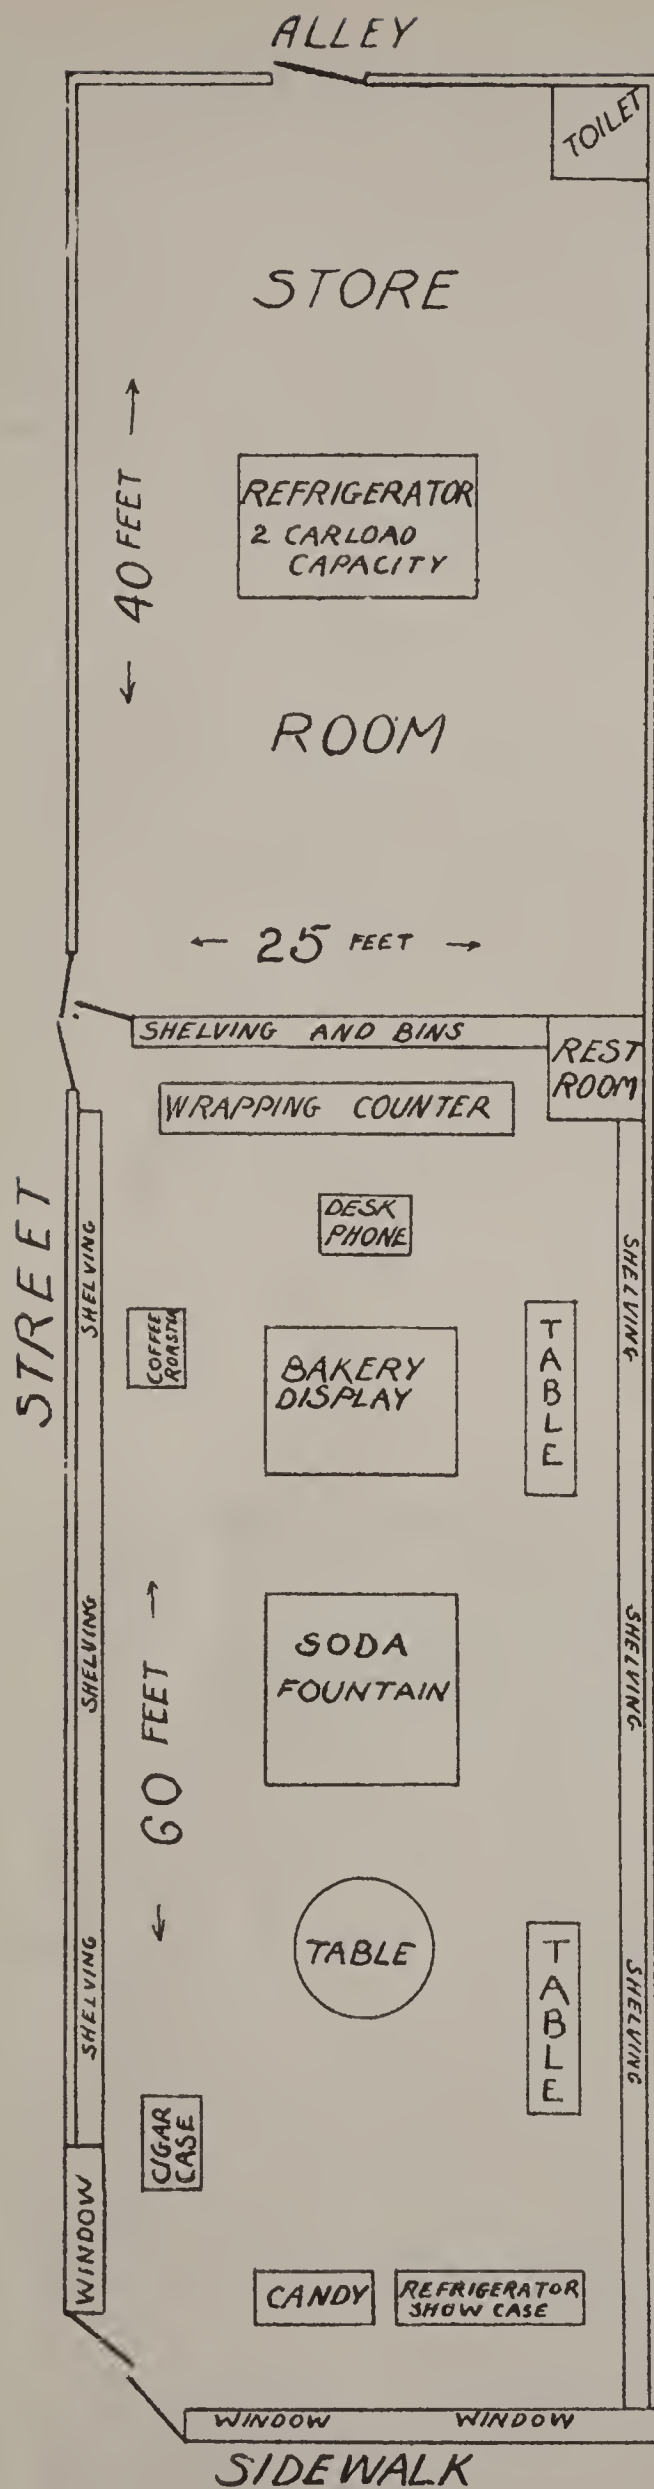 ALLEY
TOILET
STORE
REFRIGERATOR
2 CARLOAD
CAPACITY
40 FEET
ROOM
25 FEET
SHELVING AND BINS
REST
ROOM
WRAPPING COUNTER
DESK
PHONE
STREET
SHELVING
SHELVING
COFFEE
ROASTER
BAKERY
DISPLAY
TABLE
SHELVING
SHELVING
SODA
FOUNTAIN
60 FEET
TABLE
TABLE
SHELVING
SHELVING
CIGAR
CASE
WINDOW
CANDY
REFRIGERATOR
SHOW CASE
WINDOW WINDOW
SIDEWALK